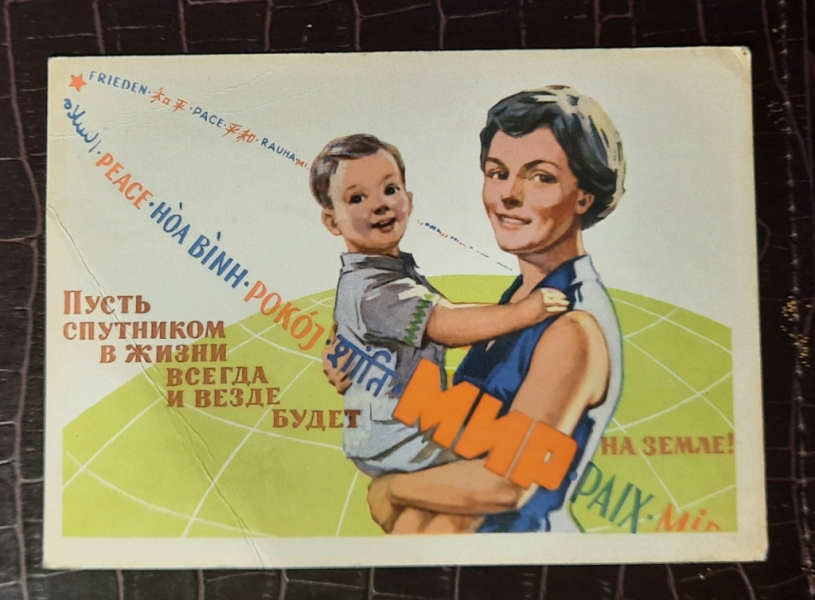 FRIEDEN · 和平 · PACE · 平和 · RAUHA
· PEACE · HÒA BÌNH · POKÓJ · शांति · МИР · PAIX · Mir
Пусть
спутником
в жизни
всегда
и везде
будет
на земле!